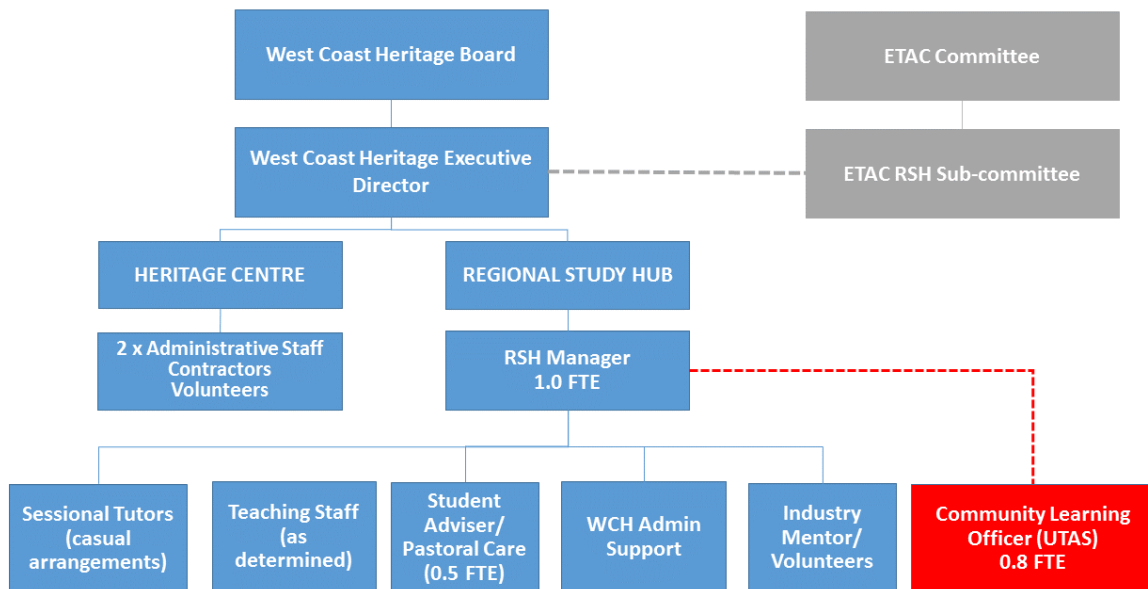 West Coast Heritage Board
ETAC Committee
West Coast Heritage Executive
Director
ETAC RSH Sub-committee
HERITAGE CENTRE
REGIONAL STUDY HUB
2 x Administrative Staff
Contractors
Volunteers
RSH Manager
1.0 FTE
Sessional Tutors
(casual
arrangements)
Teaching Staff
(as
determined)
Student
Adviser/
Pastoral Care
(0.5 FTE)
WCH Admin
Support
Industry
Mentor/
Volunteers
Community Learning
Officer (UTAS)
0.8 FTE